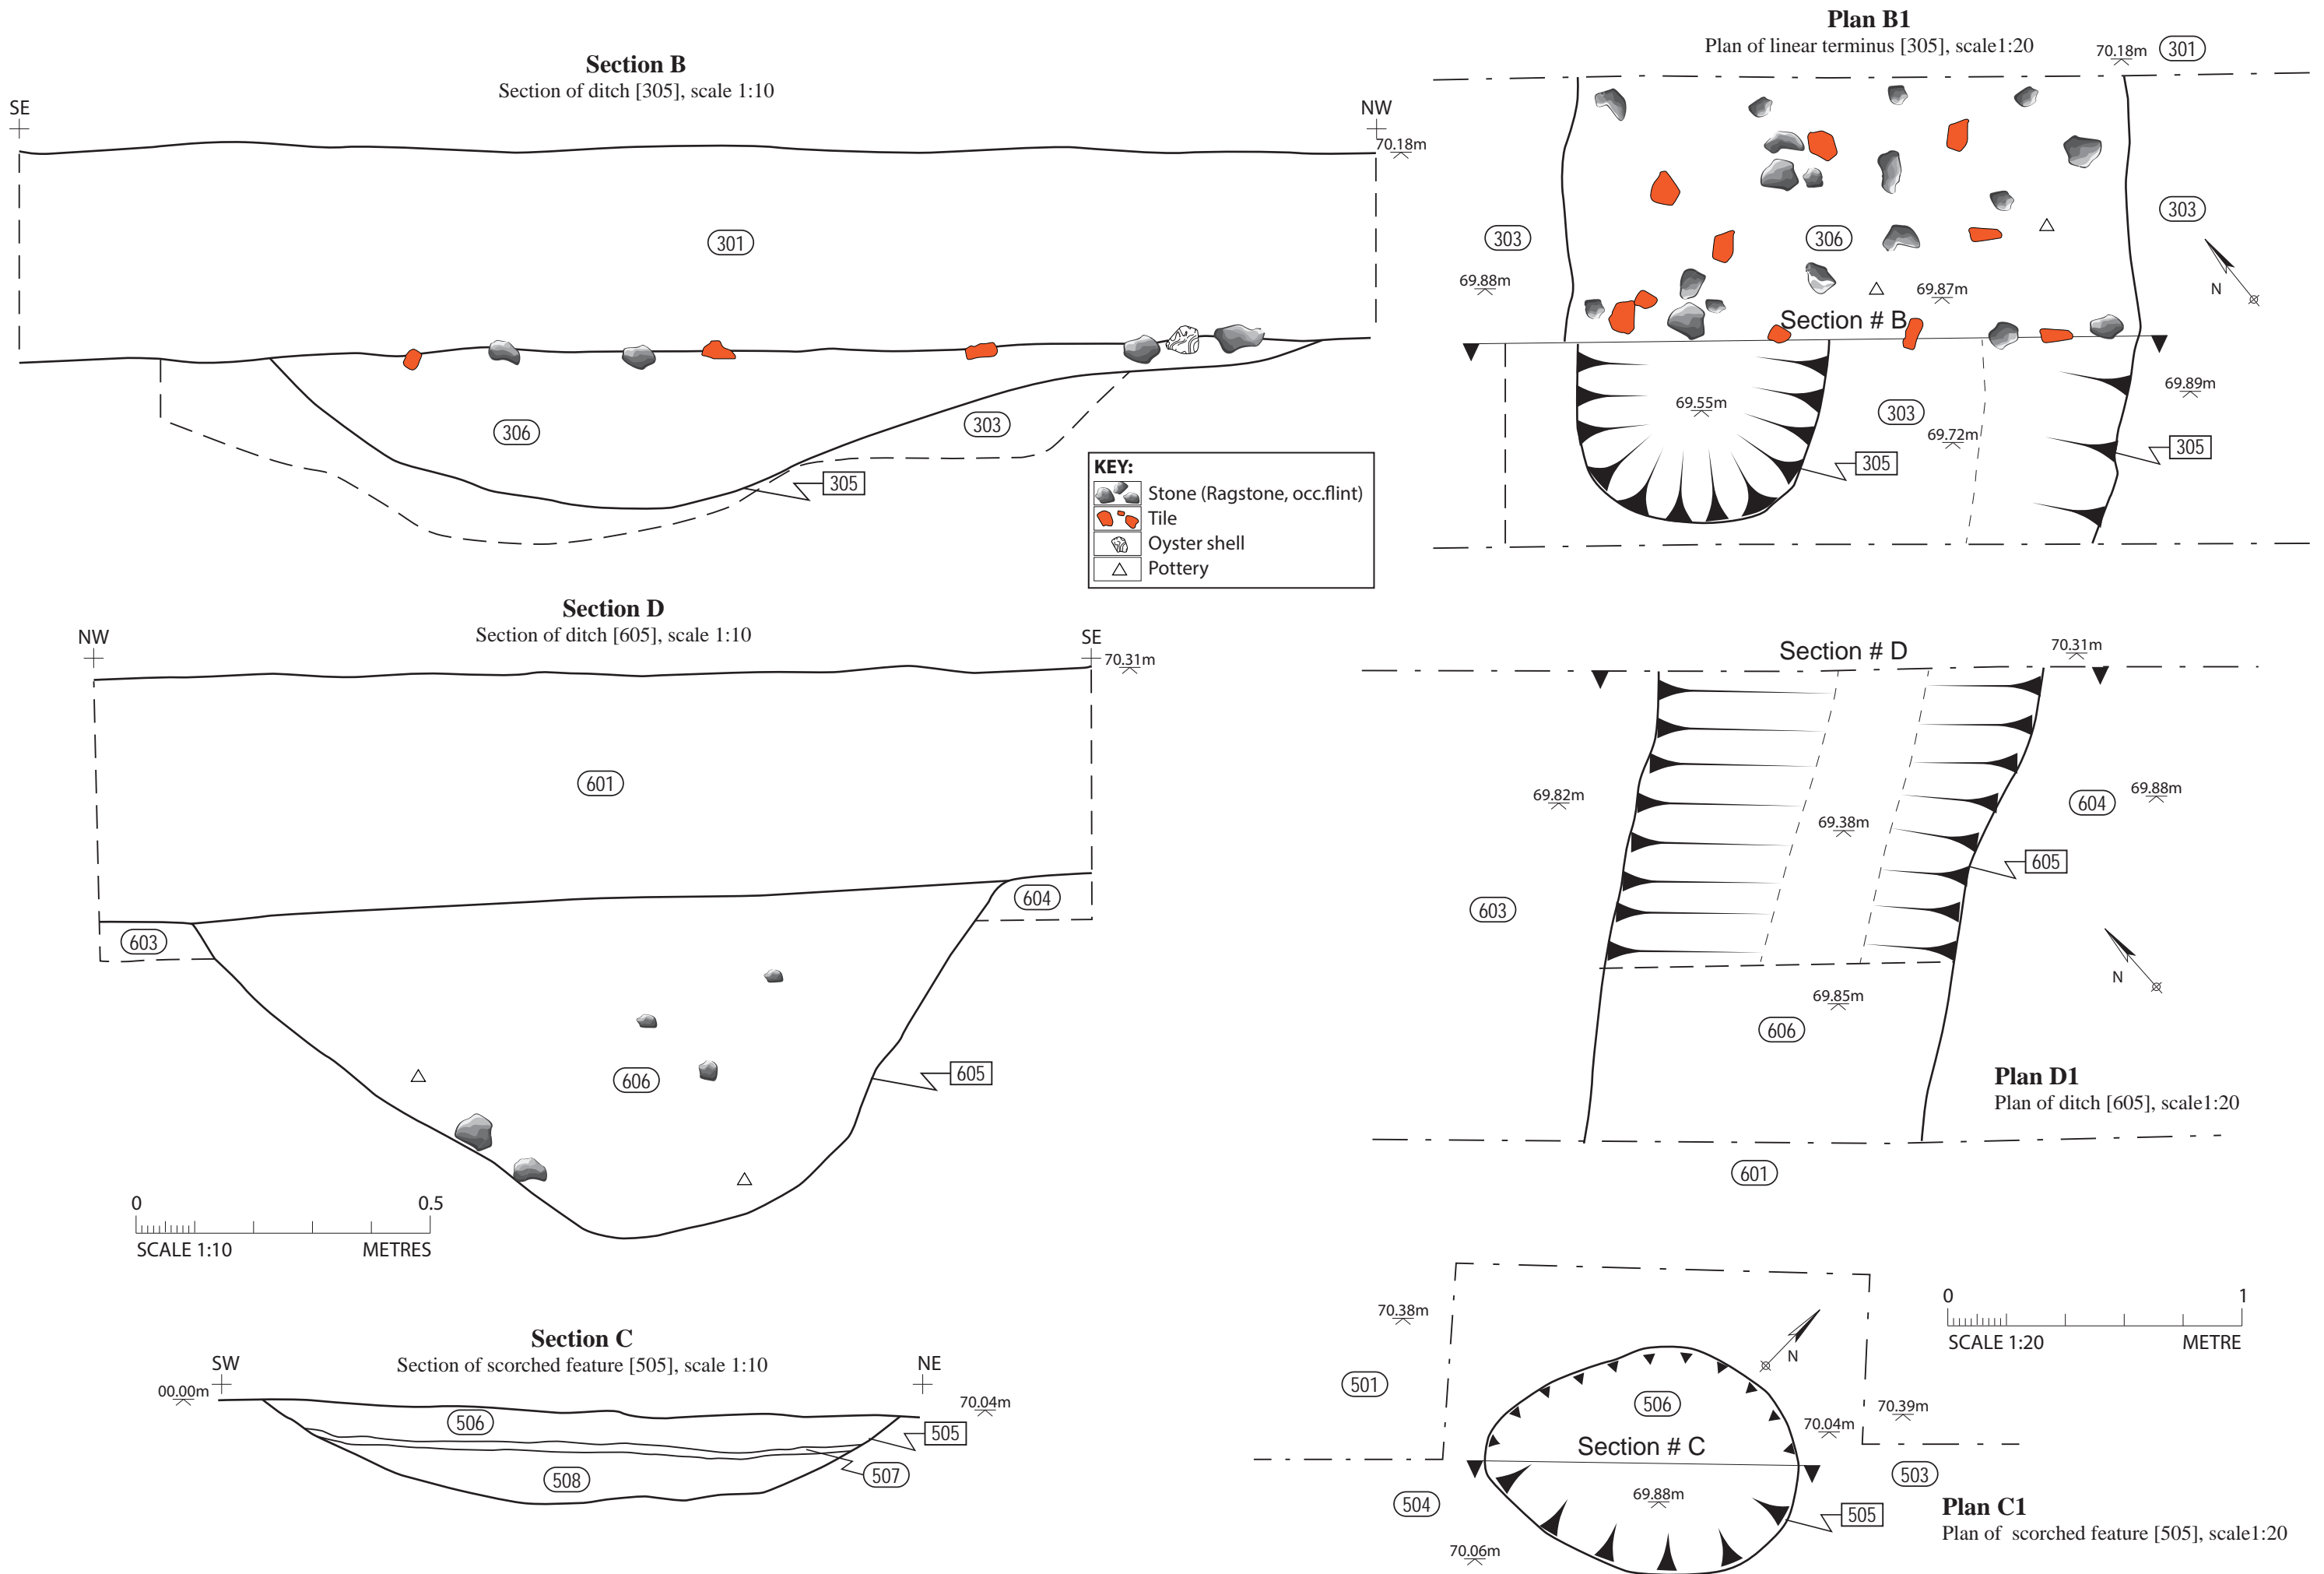 Section B
Section of ditch [305], scale 1:10
SE
NW
70.18m
301
306
303
305
KEY:
Stone (Ragstone, occ.flint)
Tile
Oyster shell
Pottery
Plan B1
Plan of linear terminus [305], scale1:20
70.18m
301
303
303
306
69.88m
69.87m
N
Section # B
69.55m
303
69.72m
69.89m
305
305
Section D
Section of ditch [605], scale 1:10
NW
SE
70.31m
601
603
604
606
605
0
0.5
SCALE 1:10
METRES
Section # D
70.31m
69.82m
69.38m
604
69.88m
605
603
N
69.85m
606
601
Plan D1
Plan of ditch [605], scale1:20
Section C
Section of scorched feature [505], scale 1:10
SW
NE
00.00m
70.04m
506
505
507
508
70.38m
501
N
506
70.39m
70.04m
Section # C
503
504
69.88m
505
70.06m
0
1
SCALE 1:20
METRE
Plan C1
Plan of scorched feature [505], scale1:20